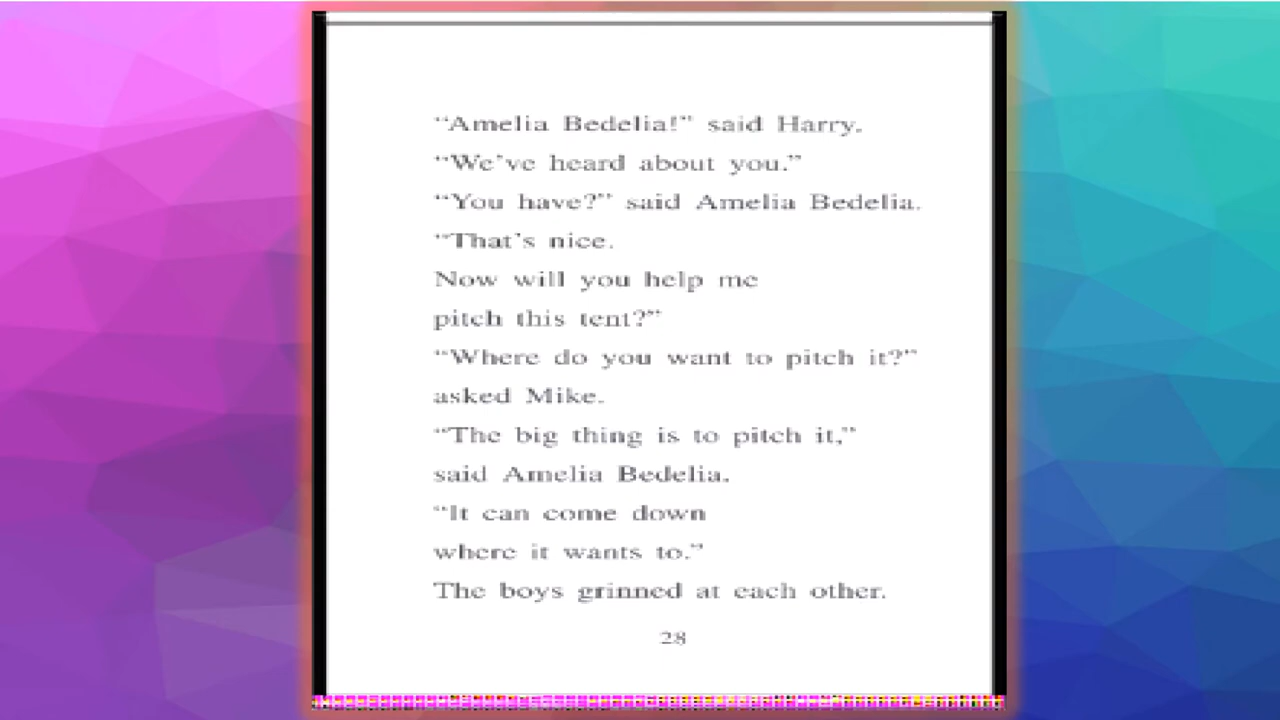 “Amelia Bedelia!” said Harry.
“We’ve heard about you.”
“You have?” said Amelia Bedelia.
“That’s nice.
Now will you help me
pitch this tent?”
“Where do you want to pitch it?”
asked Mike.
“The big thing is to pitch it,”
said Amelia Bedelia.
“It can come down
where it wants to.”
The boys grinned at each other.
28